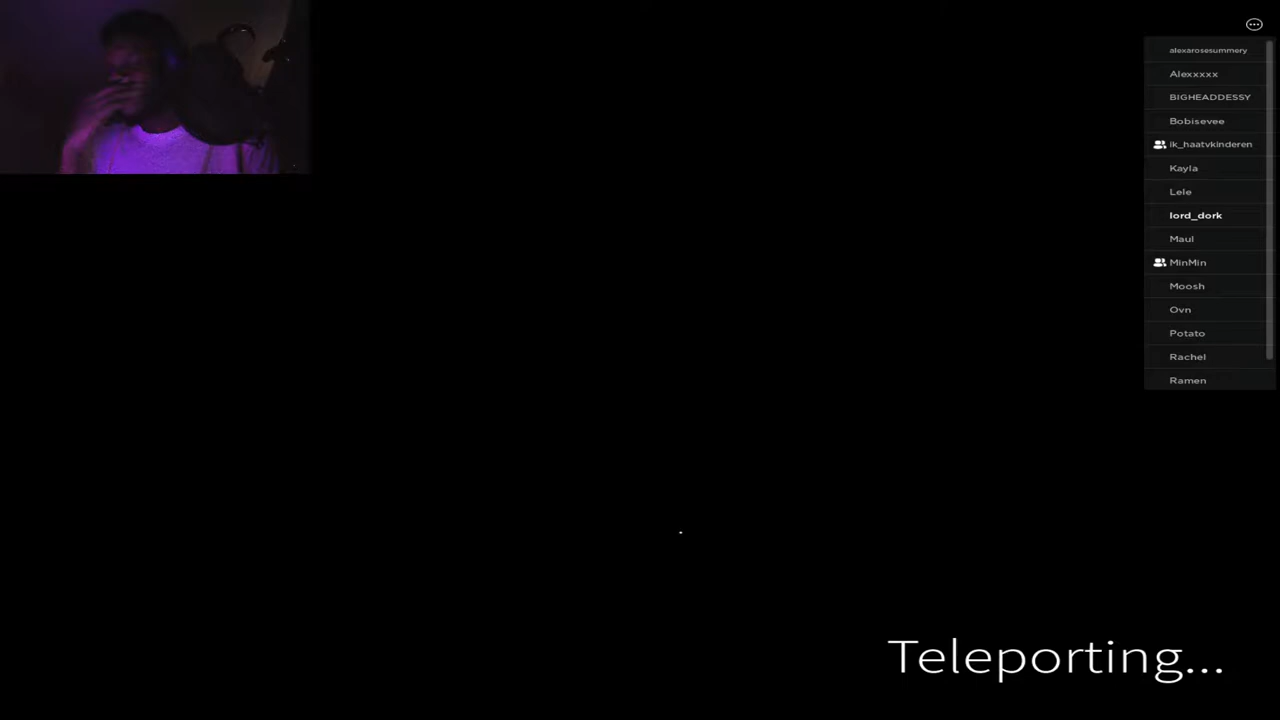 alexarosesummery
Alexxxxx
BIGHEADDESSY
Bobisevee
ik_haatvkinderen
Kayla
Lele
lord_dork
Maul
MinMin
Moosh
Ovn
Potato
Rachel
Ramen
Teleporting...